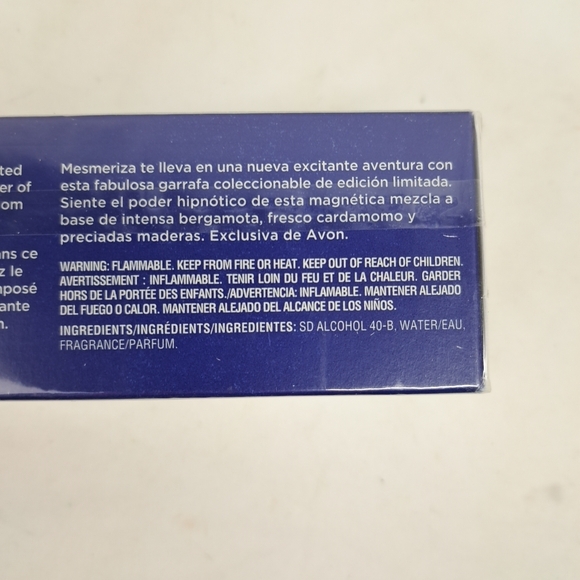 ted
er of
om
ns ce
z le
nposé
ante
n.
Mesmeriza te lleva en una nueva excitante aventura con
esta fabulosa garrafa coleccionable de edición limitada.
Siente el poder hipnótico de esta magnética mezcla a
base de intensa bergamota, fresco cardamomo y
preciadas maderas. Exclusiva de Avon.
WARNING: FLAMMABLE. KEEP FROM FIRE OR HEAT. KEEP OUT OF REACH OF CHILDREN.
AVERTISSEMENT : INFLAMMABLE. TENIR LOIN DU FEU ET DE LA CHALEUR. GARDER
HORS DE LA PORTÉE DES ENFANTS./ADVERTENCIA: INFLAMABLE. MANTENER ALEJADO
DEL FUEGO O CALOR. MANTENER ALEJADO DEL ALCANCE DE LOS NIÑOS.
INGREDIENTS/INGRÉDIENTS/INGREDIENTES: SD ALCOHOL 40-B, WATER/EAU,
FRAGRANCE/PARFUM.